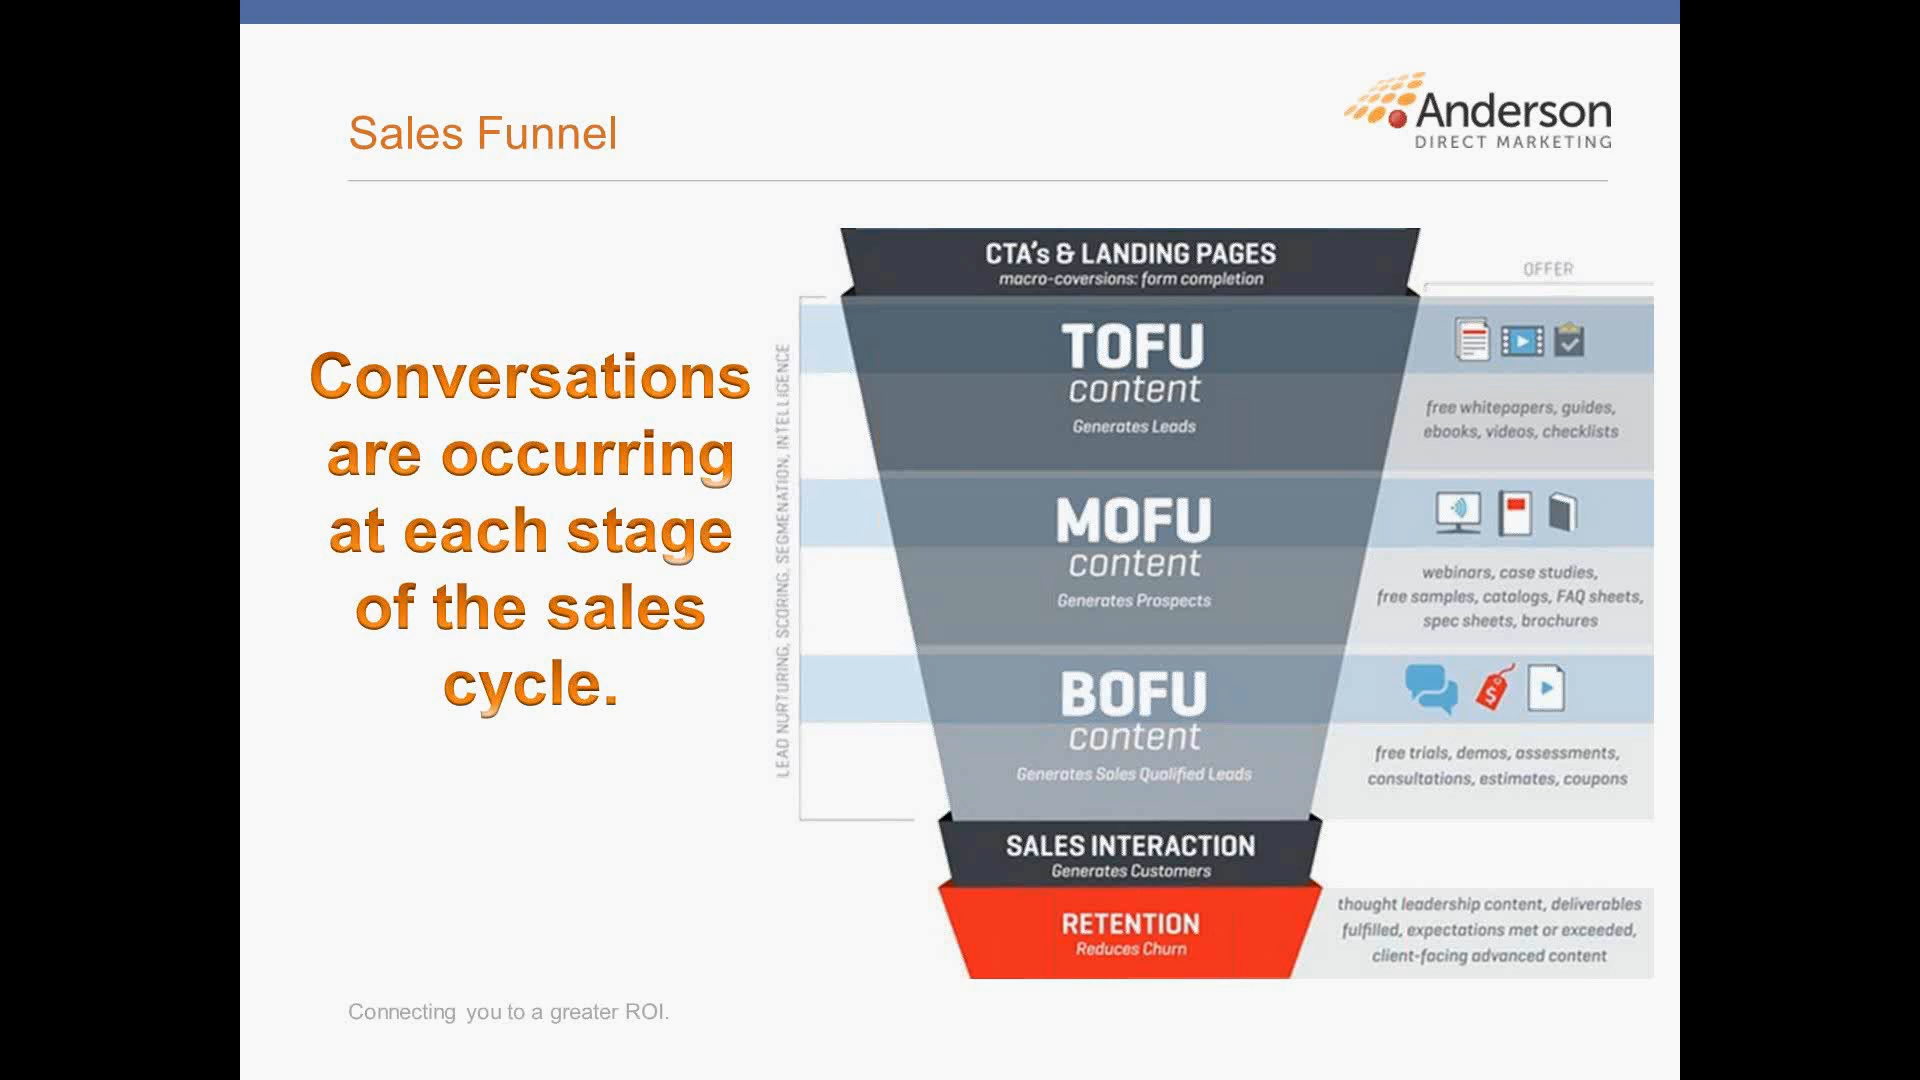 Sales Funnel
Anderson
DIRECT MARKETING
Conversations
are occurring
at each stage
of the sales
cycle.
LEAD NURTURING, SCORING, SEGMENATION, INTELLIGENCE
CTA's & LANDING PAGES
macro-coversions: form completion
OFFER
TOFU
content
Generates Leads
free whitepapers, guides,
ebooks, videos, checklists
MOFU
content
Generates Prospects
webinars, case studies,
free samples, catalogs, FAQ sheets,
spec sheets, brochures
BOFU
content
Generates Sales Qualified Leads
$
free trials, demos, assessments,
consultations, estimates, coupons
SALES INTERACTION
Generates Customers
RETENTION
Reduces Churn
thought leadership content, deliverables
fulfilled, expectations met or exceeded,
client-facing advanced content
Connecting you to a greater ROI.